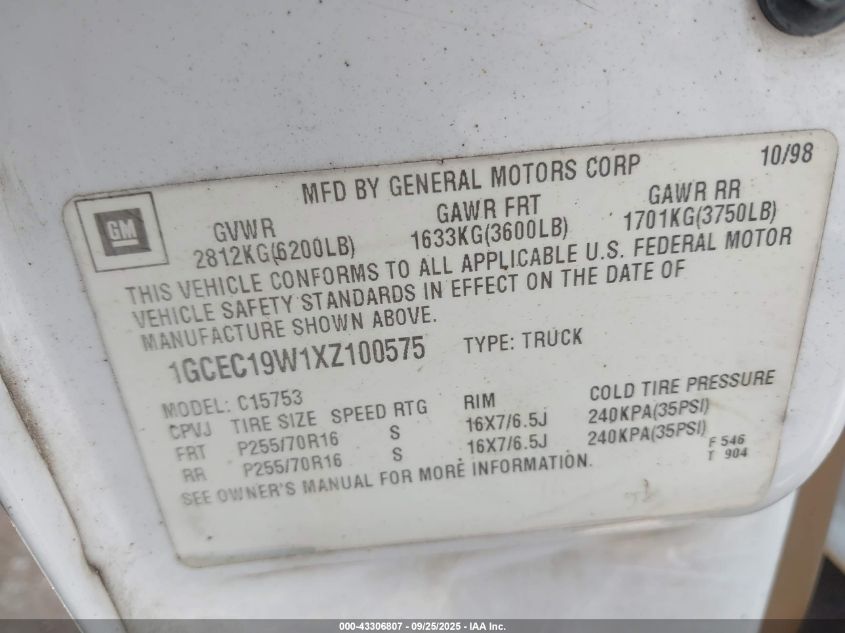 10/98
MFD BY GENERAL MOTORS CORP
GM
GVWR GAWR FRT GAWR RR
2812KG(6200LB) 1633KG(3600LB) 1701KG(3750LB)
THIS VEHICLE CONFORMS TO ALL APPLICABLE U.S. FEDERAL MOTOR
VEHICLE SAFETY STANDARDS IN EFFECT ON THE DATE OF
MANUFACTURE SHOWN ABOVE.
1GCEC19W1XZ100575 TYPE: TRUCK
MODEL: C15753
CPVJ TIRE SIZE SPEED RTG RIM COLD TIRE PRESSURE
FRT P255/70R16 S 16X7/6.5J 240KPA(35PSI)
RR P255/70R16 S 16X7/6.5J 240KPA(35PSI)
SEE OWNER'S MANUAL FOR MORE INFORMATION.
F 546
T 904
000-43306807 - 09/25/2025 - IAA Inc.